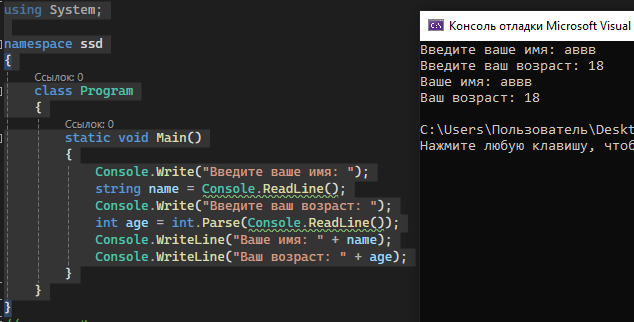 using System;
namespace ssd
{
Ссылок: 0
class Program
{
Ссылок: 0
static void Main()
{
Console.Write("Введите ваше имя: ");
string name = Console.ReadLine();
Console.Write("Введите ваш возраст: ");
int age = int.Parse(Console.ReadLine());
Console.WriteLine("Ваше имя: " + name);
Console.WriteLine("Ваш возраст: " + age);
}
}
}
Консоль отладки Microsoft Visual
Введите ваше имя: аввв
Введите ваш возраст: 18
Ваше имя: аввв
Ваш возраст: 18
C:\Users\Пользователь\Deskt
Нажмите любую клавишу, чтоб